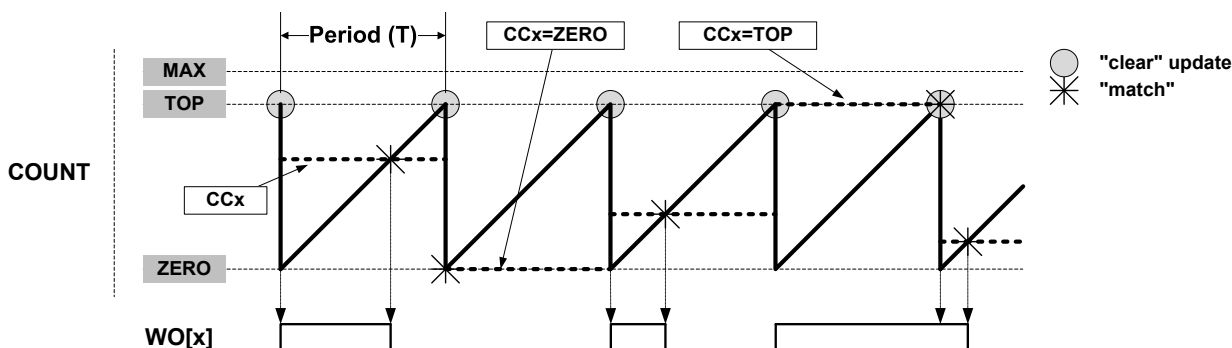 Period (T)
CCx=ZERO
CCx=TOP
"clear" update
"match"
MAX
TOP
COUNT
CCx
ZERO
WO[x]